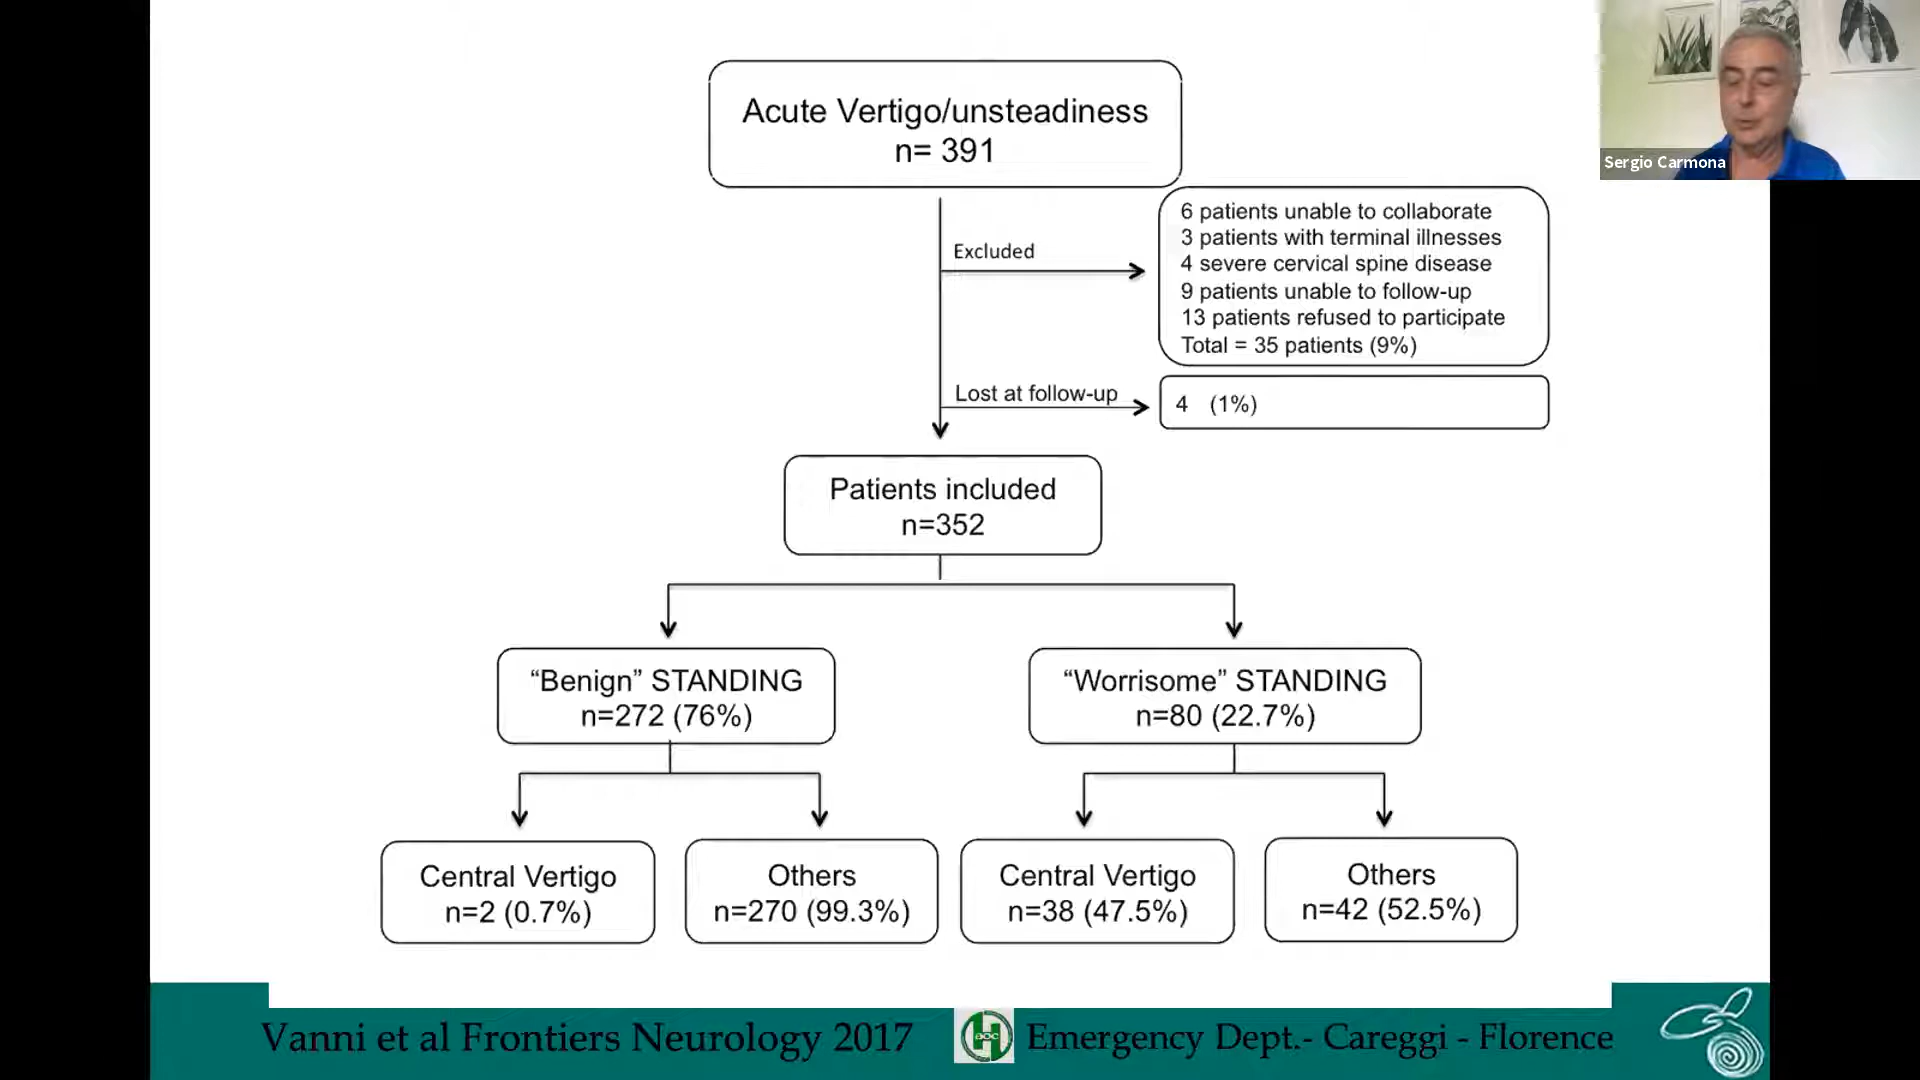 Acute Vertigo/unsteadiness
n= 391
Sergio Carmona
Excluded
6 patients unable to collaborate
3 patients with terminal illnesses
4 severe cervical spine disease
9 patients unable to follow-up
13 patients refused to participate
Total = 35 patients (9%)
Lost at follow-up
4 (1%)
Patients included
n=352
“Benign” STANDING
n=272 (76%)
“Worrisome” STANDING
n=80 (22.7%)
Central Vertigo
n=2 (0.7%)
Others
n=270 (99.3%)
Central Vertigo
n=38 (47.5%)
Others
n=42 (52.5%)
Vanni et al Frontiers Neurology 2017
Emergency Dept.- Careggi - Florence